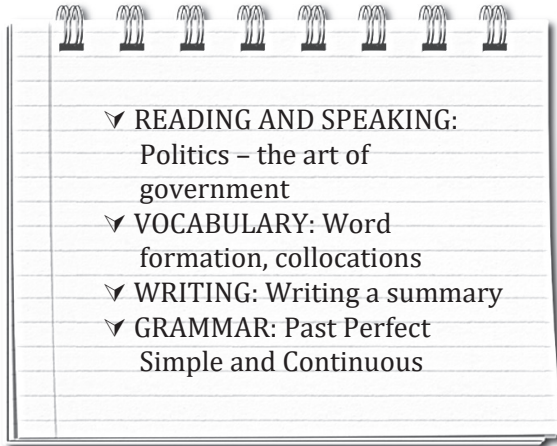 ⮛ READING AND SPEAKING:
Politics – the art of
government
⮛ VOCABULARY: Word
formation, collocations
⮛ WRITING: Writing a summary
⮛ GRAMMAR: Past Perfect
Simple and Continuous